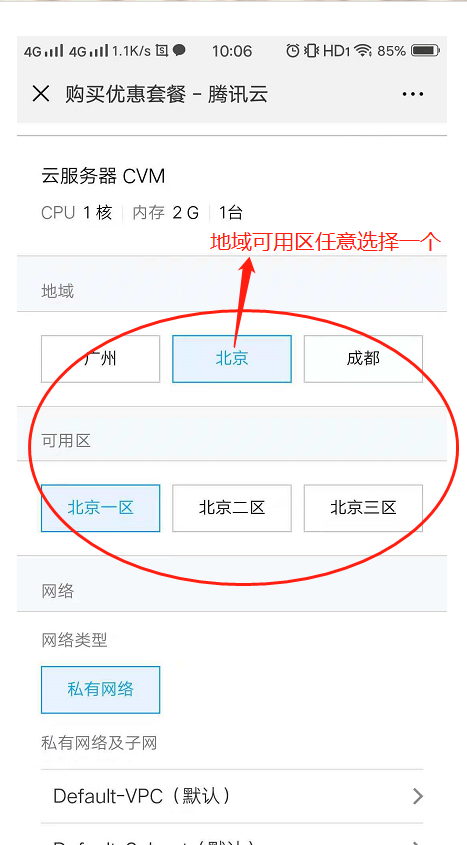 4G 4G 1.1K/s 10:06 HD1 85%
购买优惠套餐 - 腾讯云
云服务器 CVM
CPU 1 核 内存 2 G 1台
地域可用区任意选择一个
地域
广州 北京 成都
可用区
北京一区 北京二区 北京三区
网络
网络类型
私有网络
私有网络及子网
Default-VPC（默认）